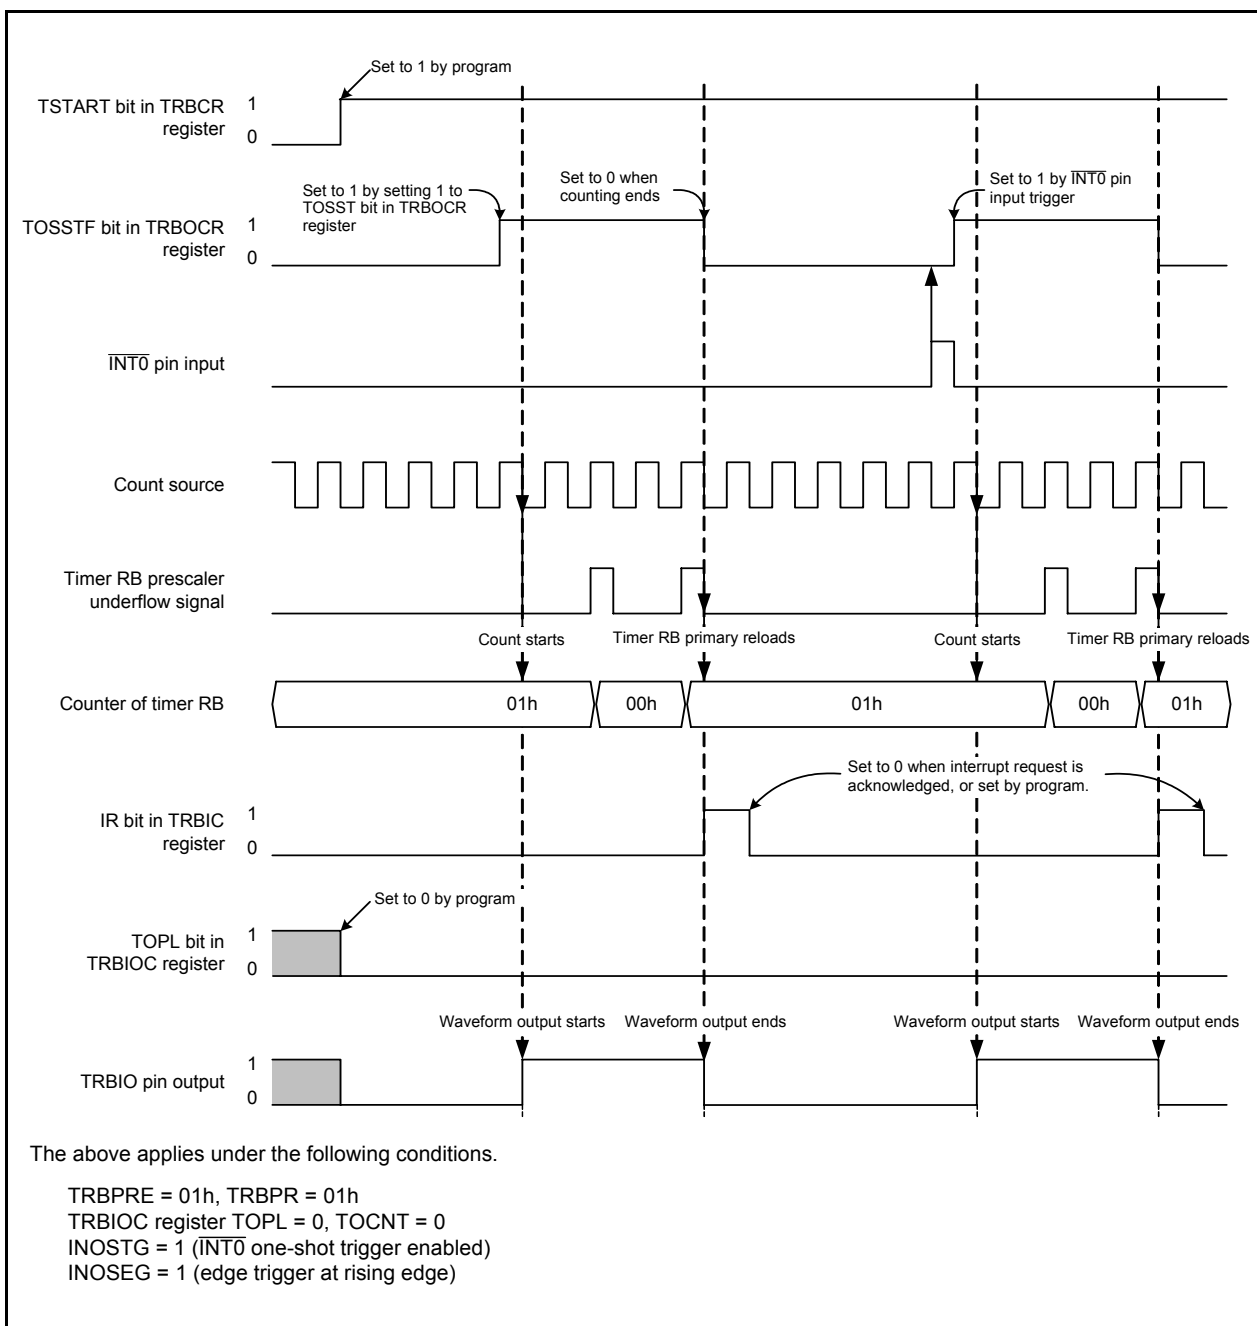 Set to 1 by program
TSTART bit in TRBCR
register
1
0
Set to 1 by setting 1 to
TOSST bit in TRBOCR
register
Set to 0 when
counting ends
Set to 1 by INT0 pin
input trigger
TOSSTF bit in TRBOCR
register
1
0
INT0 pin input
Count source
Timer RB prescaler
underflow signal
Count starts
Timer RB primary reloads
Count starts
Timer RB primary reloads
Counter of timer RB
01h
00h
01h
00h
01h
Set to 0 when interrupt request is
acknowledged, or set by program.
IR bit in TRBIC
register
1
0
Set to 0 by program
TOPL bit in
TRBIOC register
1
0
Waveform output starts
Waveform output ends
Waveform output starts
Waveform output ends
TRBIO pin output
1
0
The above applies under the following conditions.
TRBPRE = 01h, TRBPR = 01h
TRBIOC register TOPL = 0, TOCNT = 0
INOSTG = 1 (INT0 one-shot trigger enabled)
INOSEG = 1 (edge trigger at rising edge)